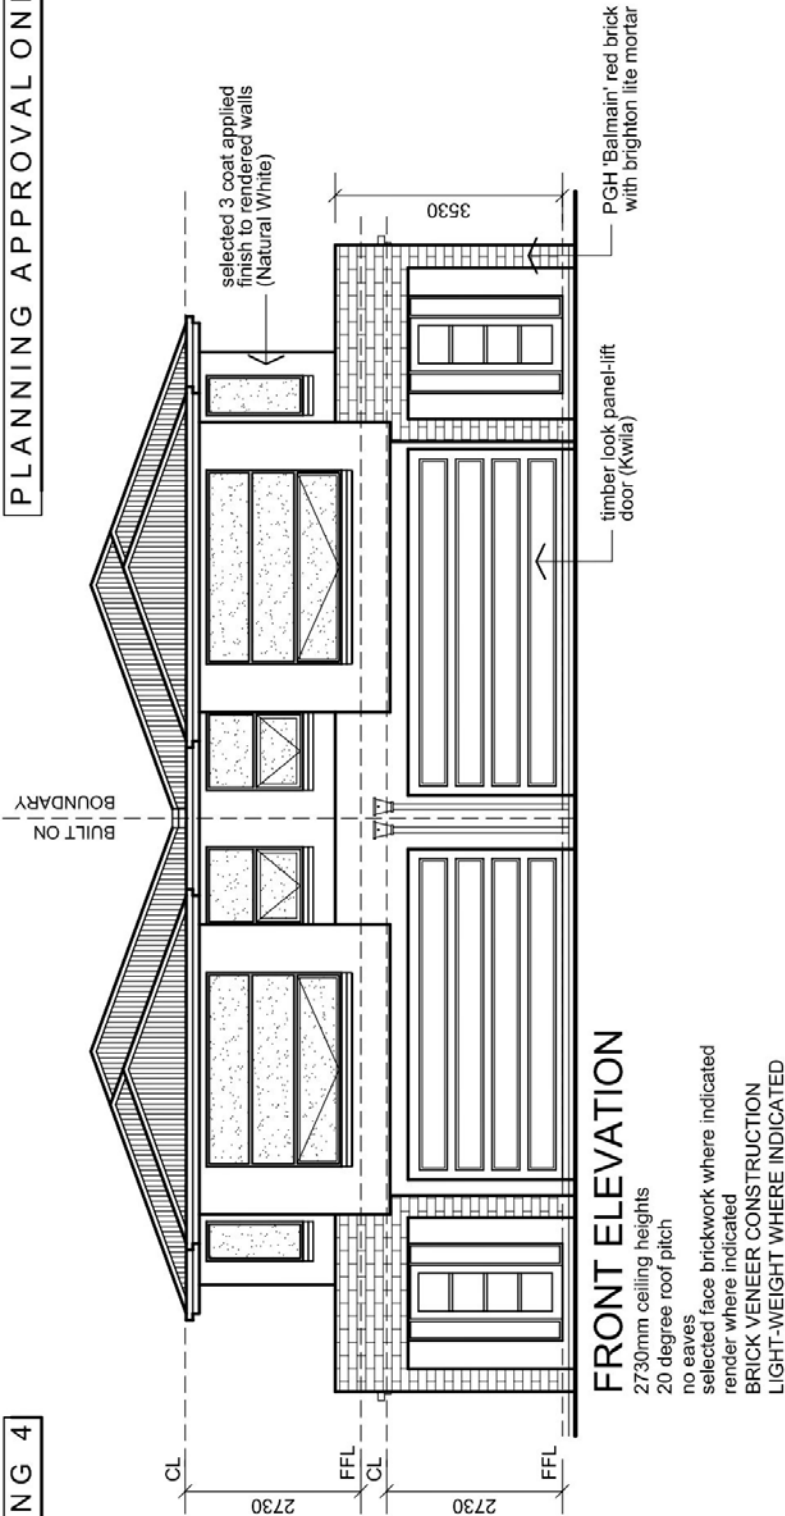 NG 4
PLANNING APPROVAL ON
BUILT ON
BOUNDARY
selected 3 coat applied
finish to rendered walls
(Natural White)
CL
2730
FFL
CL
2730
FFL
3530
PGH 'Balmain' red brick
with brighton lite mortar
timber look panel-lift
door (Kwila)
FRONT ELEVATION
2730mm ceiling heights
20 degree roof pitch
no eaves
selected face brickwork where indicated
render where indicated
BRICK VENEER CONSTRUCTION
LIGHT-WEIGHT WHERE INDICATED